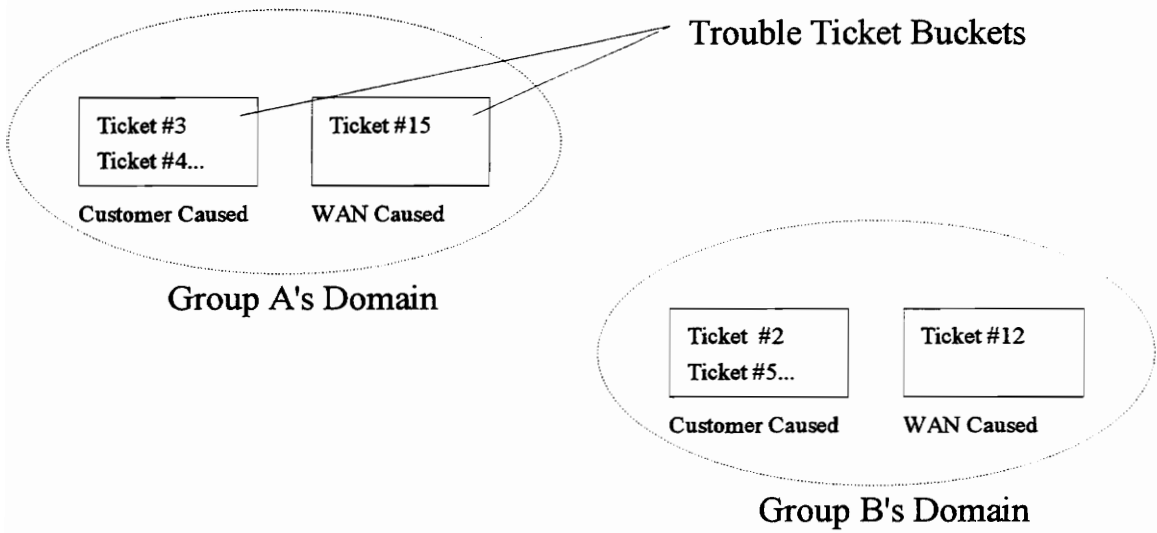 Trouble Ticket Buckets
Ticket #3
Ticket #4...
Customer Caused
Ticket #15
WAN Caused
Group A's Domain
Ticket #2
Ticket #5...
Customer Caused
Ticket #12
WAN Caused
Group B's Domain